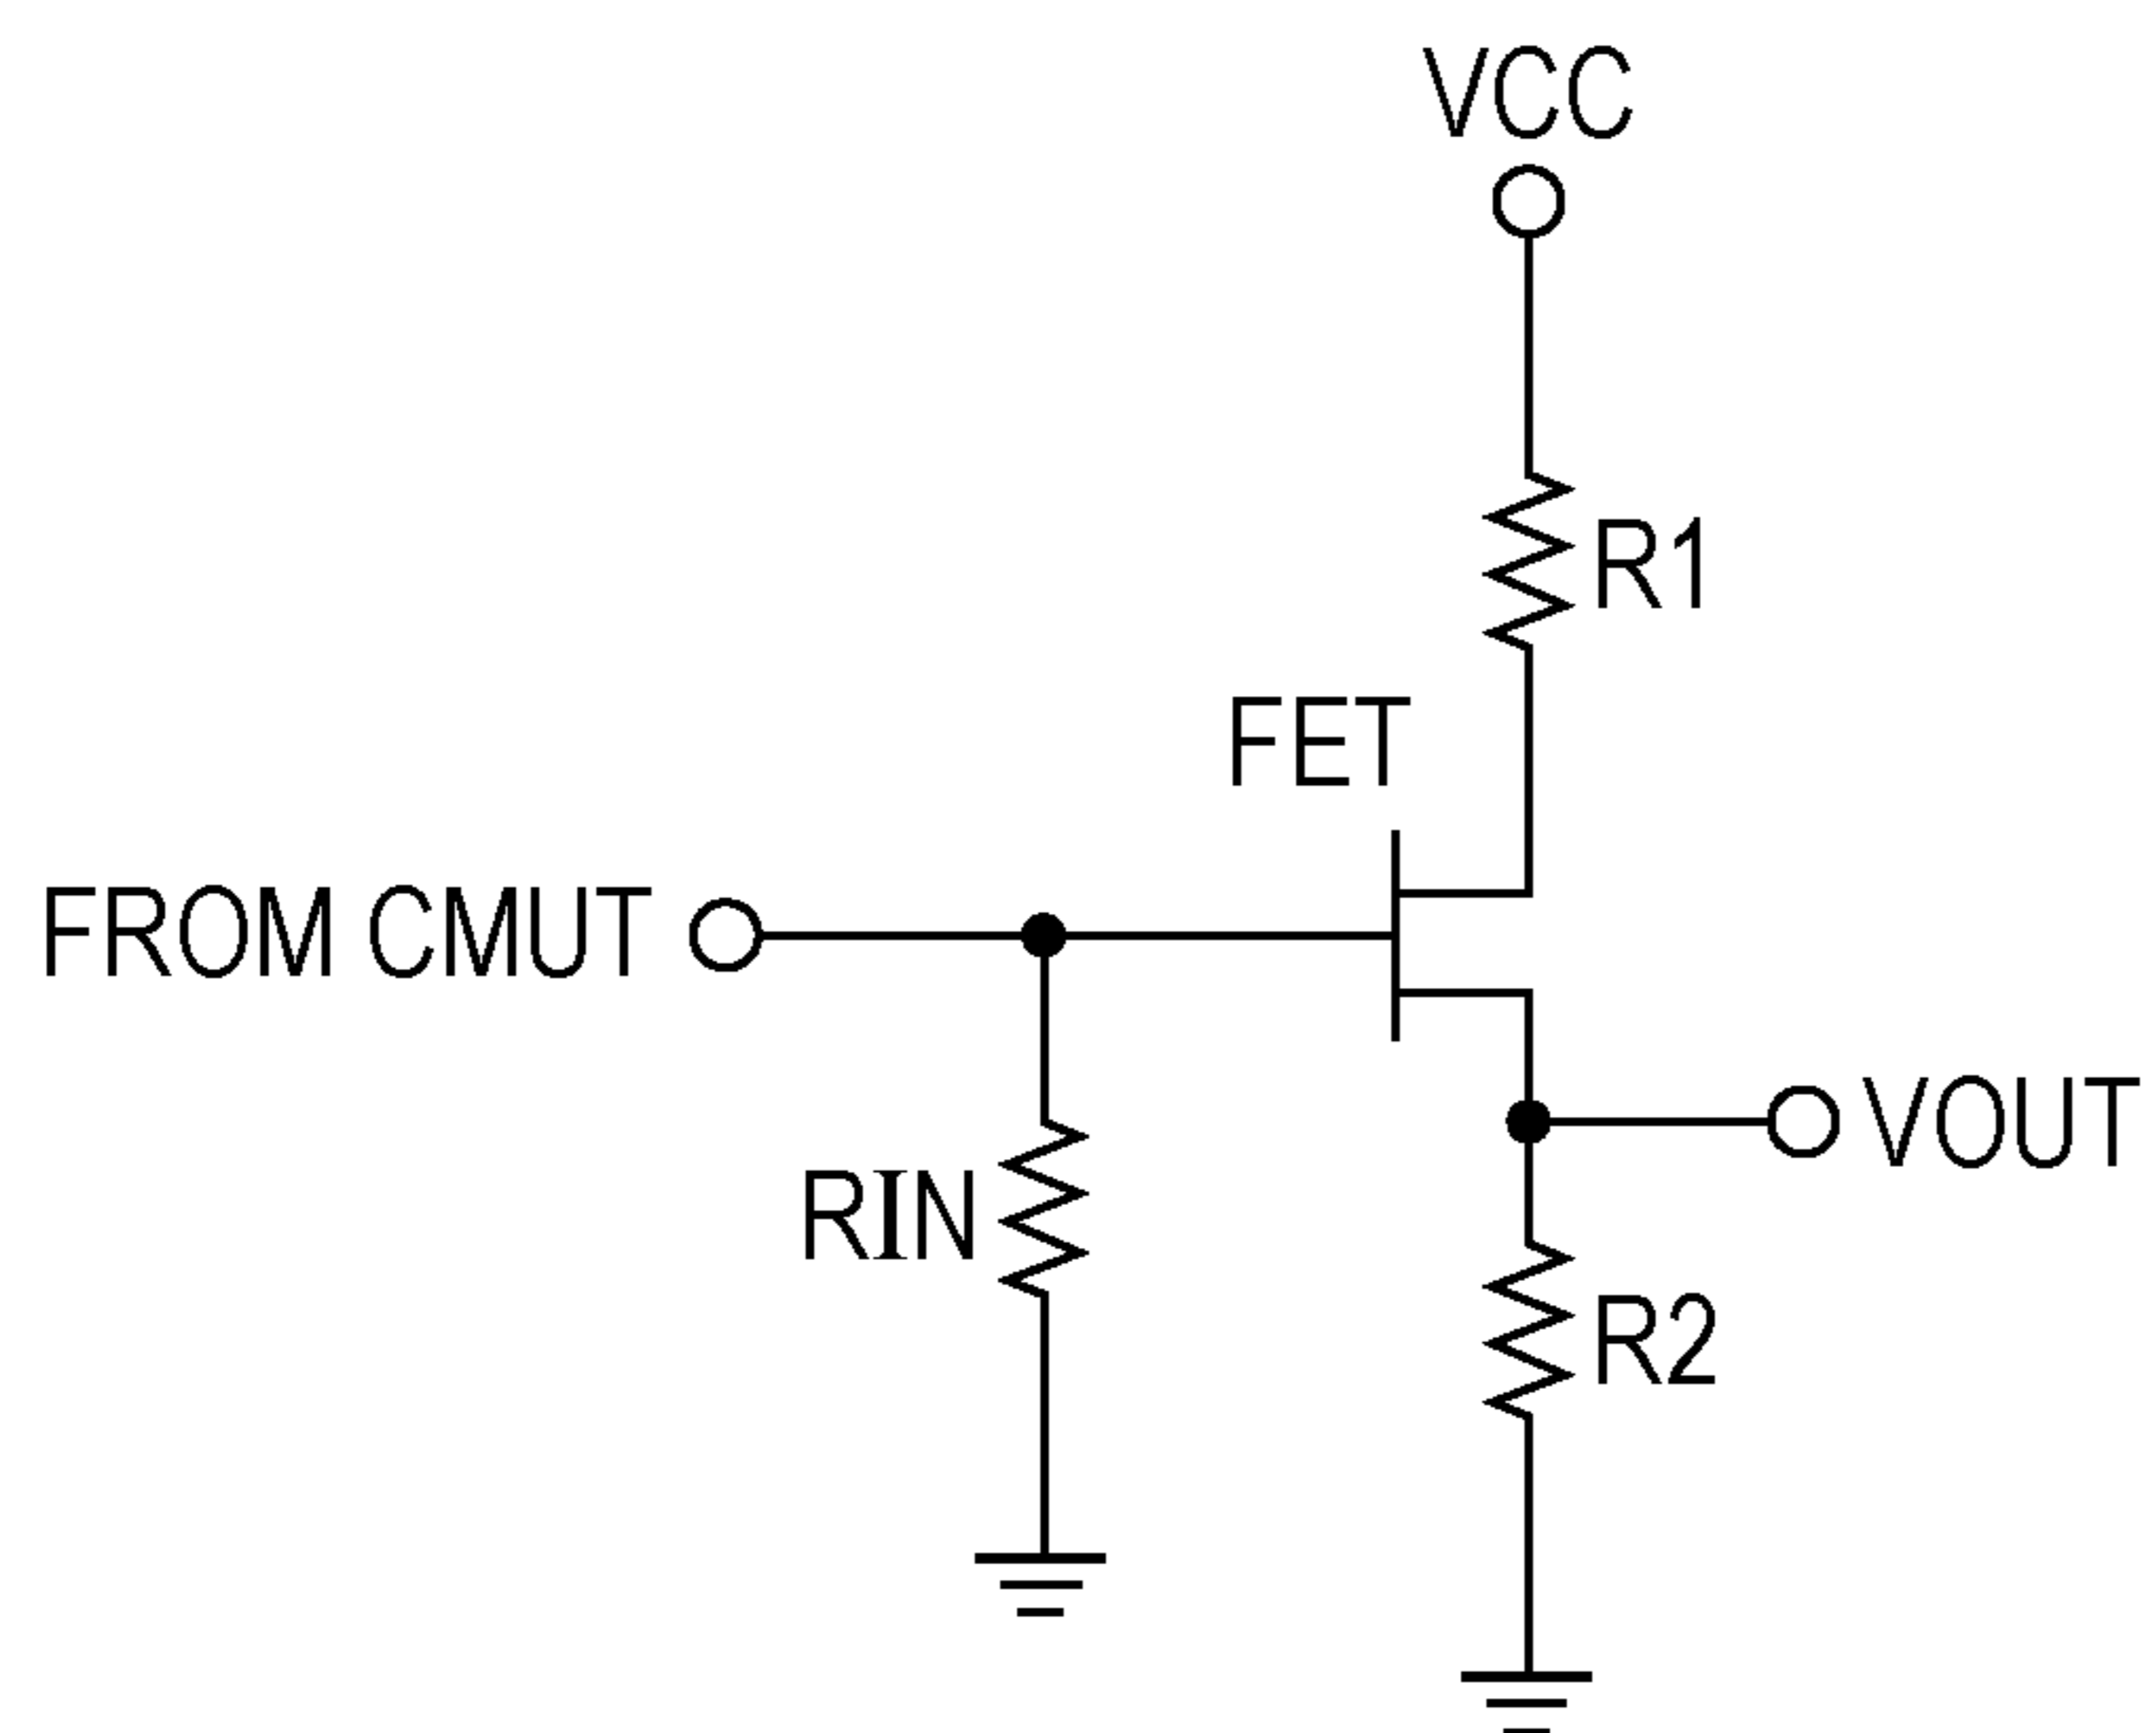 VCC
R1
FET
FROM CMUT
VOUT
RIN
R2